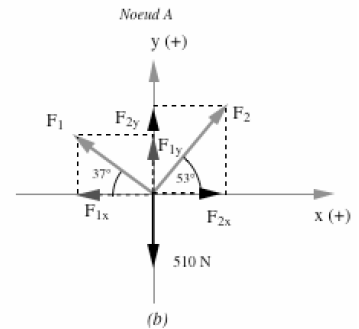 Noeud A
y (+)
F1
F2y
F2
F1y
37°
53°
F1x
F2x
x (+)
510 N
(b)